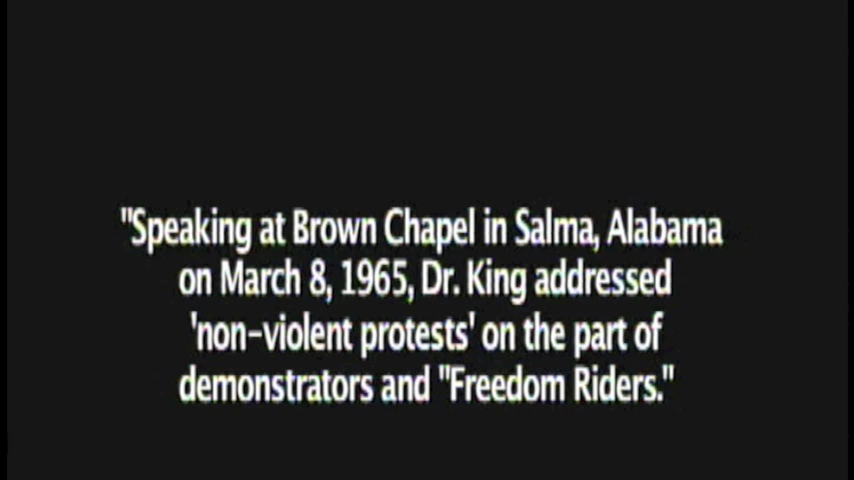 "Speaking at Brown Chapel in Salma, Alabama
on March 8, 1965, Dr. King addressed
'non-violent protests' on the part of
demonstrators and "Freedom Riders."